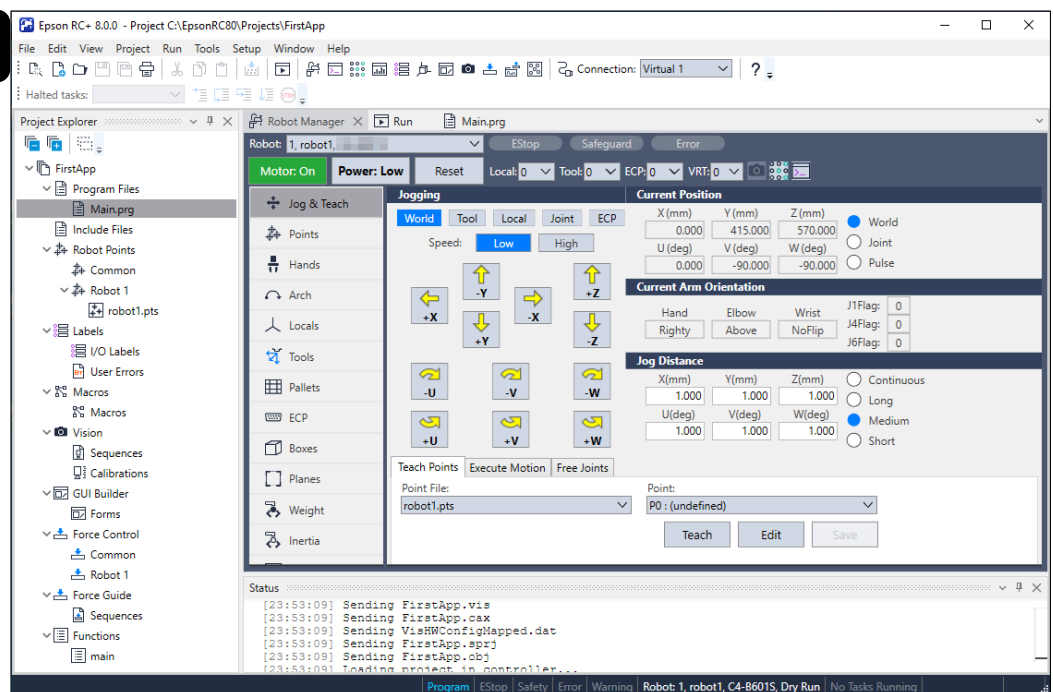 Epson RC+ 8.0.0 - Project C:\EpsonRC80\Projects\FirstApp
File Edit View Project Run Tools Setup Window Help
Connection: Virtual 1 ?
Halted tasks:
Project Explorer
FirstApp
Program Files
Main.prg
Include Files
Robot Points
Common
Robot 1
robot1.pts
Labels
I/O Labels
User Errors
Macros
Macros
Vision
Sequences
Calibrations
GUI Builder
Forms
Force Control
Common
Robot 1
Force Guide
Sequences
Functions
main
Robot Manager Run Main.prg
Robot: 1, robot1, EStop Safeguard Error
Motor: On Power: Low Reset Local: 0 Tool: 0 ECP: 0 VRT: 0
Jog & Teach
Points
Hands
Arch
Locals
Tools
Pallets
ECP
Boxes
Planes
Weight
Inertia
Jogging
World Tool Local Joint ECP
Speed: Low High
-Y +Z
+X -X
+Y -Z
-U -V -W
+U +V +W
Current Position
X (mm) Y (mm) Z (mm)
0.000 415.000 570.000
U (deg) V (deg) W (deg)
0.000 -90.000 -90.000
World
Joint
Pulse
Current Arm Orientation
Hand Elbow Wrist
Righty Above NoFlip
J1Flag: 0
J4Flag: 0
J6Flag: 0
Jog Distance
X(mm) Y(mm) Z(mm)
1.000 1.000 1.000
U(deg) V(deg) W(deg)
1.000 1.000 1.000
Continuous
Long
Medium
Short
Teach Points Execute Motion Free Joints
Point File: Point:
robot1.pts P0 : (undefined)
Teach Edit Save
Status
[23:53:09] Sending FirstApp.vis
[23:53:09] Sending FirstApp.cax
[23:53:09] Sending VisHWConfigMapped.dat
[23:53:09] Sending FirstApp.sprj
[23:53:09] Sending FirstApp.obj
[23:53:09] Loading project in controller...
Program EStop Safety Error Warning Robot: 1, robot1, C4-B601S, Dry Run No Tasks Running